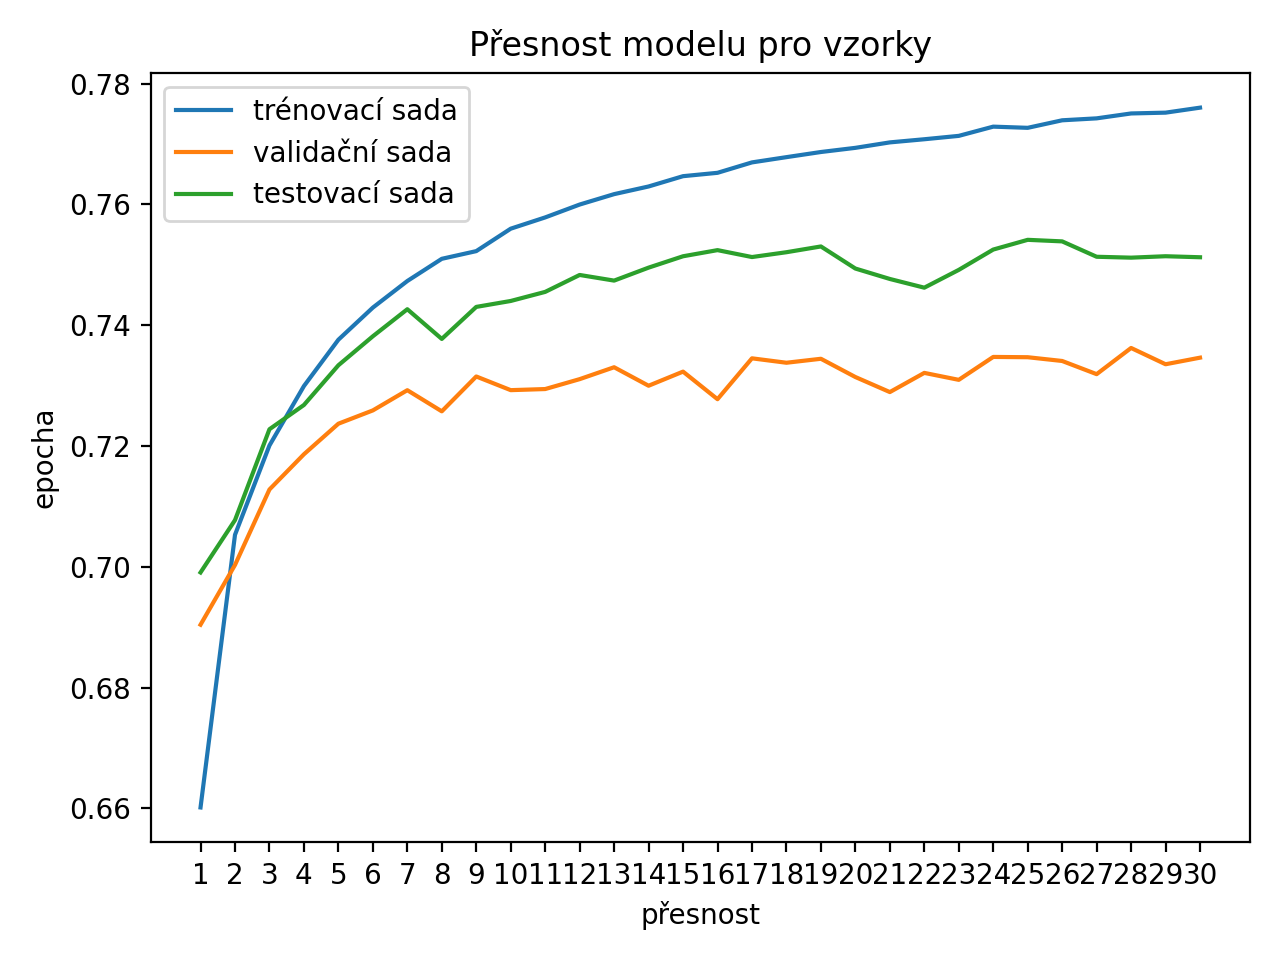 Přesnost modelu pro vzorky
trénovací sada
validační sada
testovací sada
0.78
0.76
0.74
0.72
0.70
0.68
0.66
epocha
1 2 3 4 5 6 7 8 9 10 11 12 13 14 15 16 17 18 19 20 21 22 23 24 25 26 27 28 29 30
přesnost